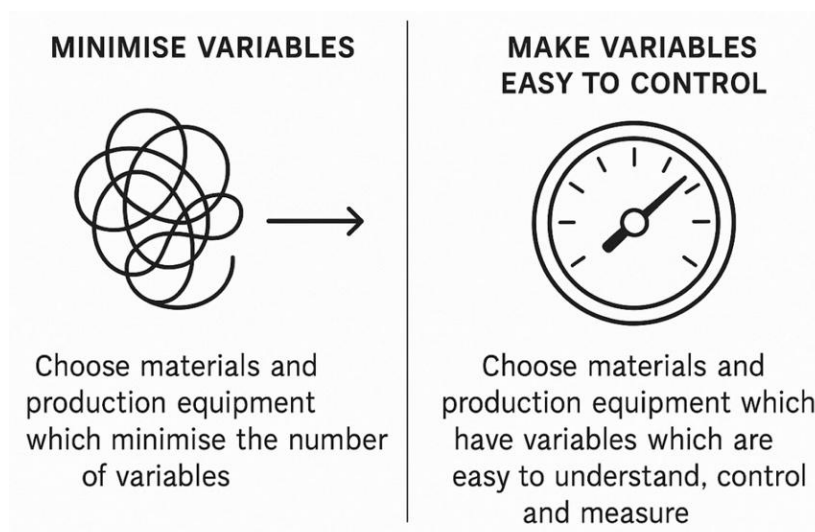 MINIMISE VARIABLES
Choose materials and
production equipment
which minimise the number
of variables
MAKE VARIABLES
EASY TO CONTROL
Choose materials and
production equipment which
have variables which are
easy to understand, control
and measure